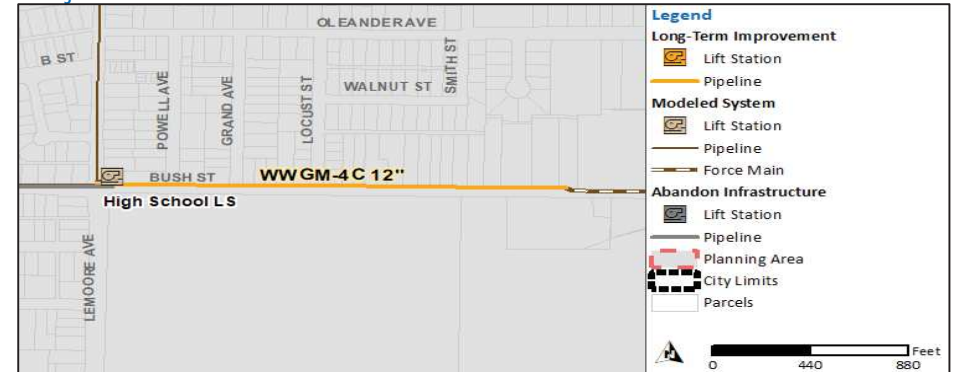 OLEANDER AVE
B ST
POWELL AVE
GRAND AVE
LOCUST ST
WALNUT ST
SMITH ST
BUSH ST
WWGM-4C 12"
High School LS
LEMOORE AVE
Legend
Long-Term Improvement
Lift Station
Pipeline
Modeled System
Lift Station
Pipeline
Force Main
Abandon Infrastructure
Lift Station
Pipeline
Planning Area
City Limits
Parcels
Feet
0 440 880